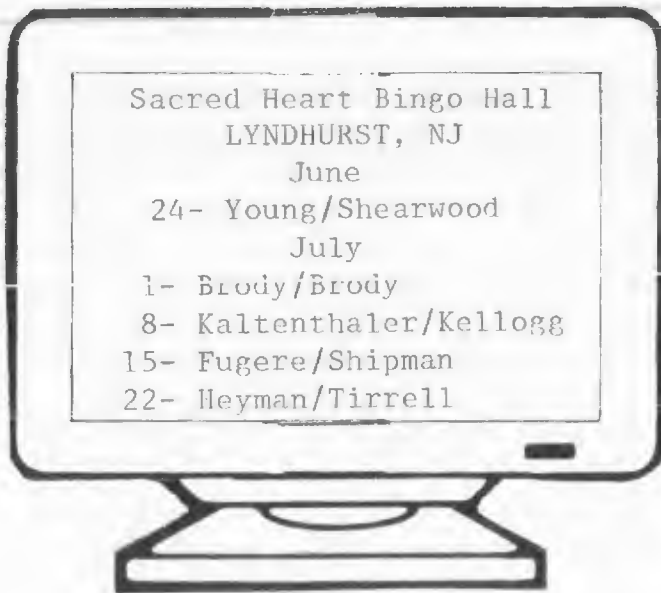 Sacred Heart Bingo Hall
LYNDHURST, NJ
June
24- Young/Shearwood
July
1- Brody/Brody
8- Kaltenthaler/Kellogg
15- Fugere/Shipman
22- Heyman/Tirrell